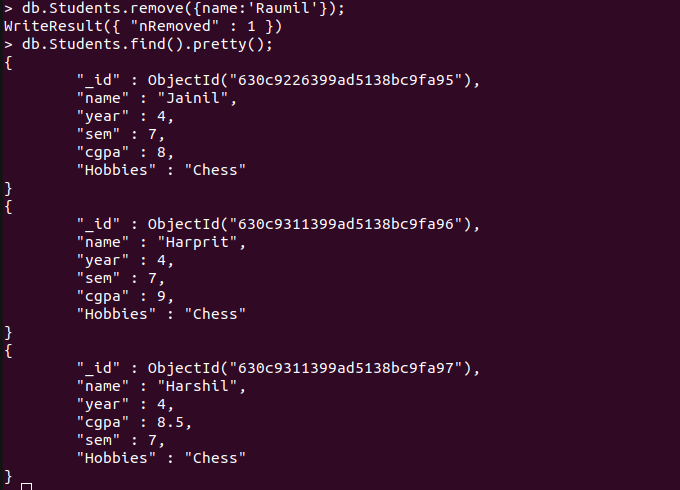 > db.Students.remove({name:'Raumil'});
WriteResult({ "nRemoved" : 1 })
> db.Students.find().pretty();
{
        "_id" : ObjectId("630c9226399ad5138bc9fa95"),
        "name" : "Jainil",
        "year" : 4,
        "sem" : 7,
        "cgpa" : 8,
        "Hobbies" : "Chess"
}
{
        "_id" : ObjectId("630c9311399ad5138bc9fa96"),
        "name" : "Harprit",
        "year" : 4,
        "sem" : 7,
        "cgpa" : 9,
        "Hobbies" : "Chess"
}
{
        "_id" : ObjectId("630c9311399ad5138bc9fa97"),
        "name" : "Harshil",
        "year" : 4,
        "cgpa" : 8.5,
        "sem" : 7,
        "Hobbies" : "Chess"
}